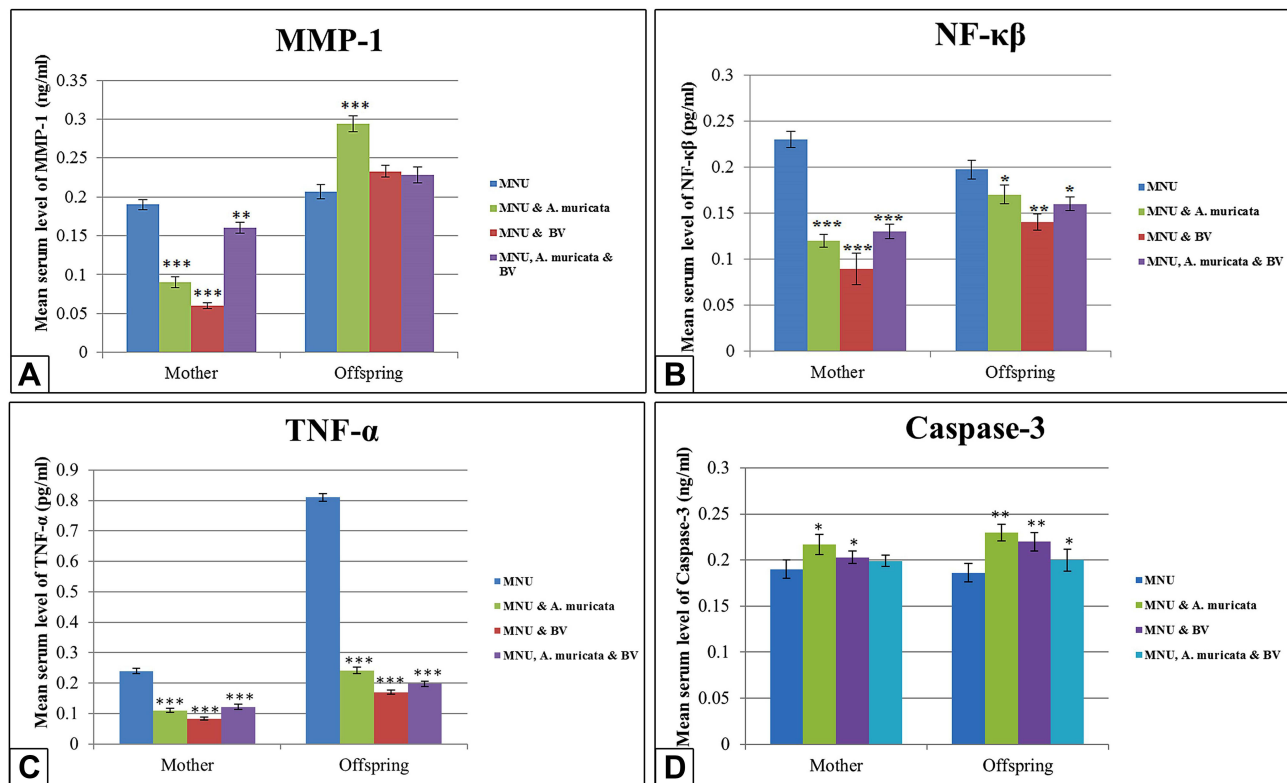 MMP-1
Mean serum level of MMP-1 (ng/ml)
0.35
0.3
0.25
0.2
0.15
0.1
0.05
0
***
***
**
***
Mother
Offspring
MNU
MNU & A. muricata
MNU & BV
MNU, A. muricata &
BV
A
NF-κβ
Mean serum level of NF-κβ (pg/ml)
0.3
0.25
0.2
0.15
0.1
0.05
0
***
***
***
*
**
*
Mother
Offspring
MNU
MNU & A. muricata
MNU & BV
MNU, A. muricata & BV
B
TNF-α
Mean serum level of TNF-α (pg/ml)
0.9
0.8
0.7
0.6
0.5
0.4
0.3
0.2
0.1
0
***
***
***
***
***
***
Mother
Offspring
MNU
MNU & A. muricata
MNU & BV
MNU, A. muricata & BV
C
Caspase-3
Mean serum level of Caspase-3 (ng/ml)
0.3
0.25
0.2
0.15
0.1
0.05
0
*
*
**
**
*
Mother
Offspring
MNU
MNU & A. muricata
MNU & BV
MNU, A. muricata & BV
D